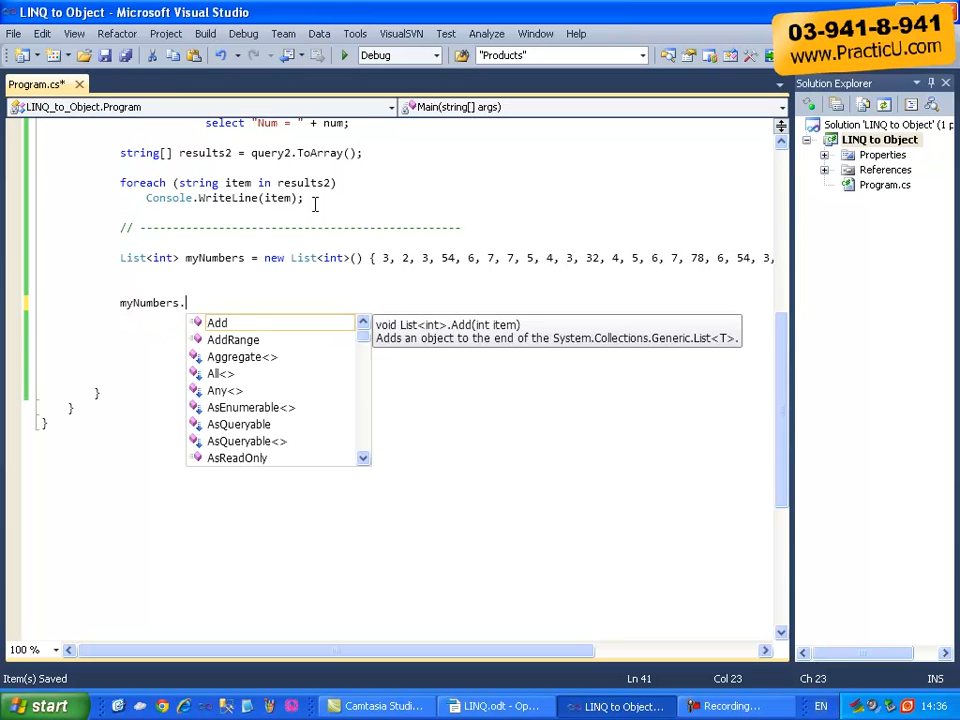 LINQ to Object - Microsoft Visual Studio
03-941-8-941
www.PracticU.com
File Edit View Refactor Project Build Debug Team Data Tools VisualSVN Test Analyze Window Help
Debug "Products"
Program.cs*
Solution Explorer
LINQ_to_Object.Program Main(string[] args)
Solution 'LINQ to Object' (1 p
LINQ to Object
Properties
References
Program.cs
select "Num = " + num;
string[] results2 = query2.ToArray();
foreach (string item in results2)
Console.WriteLine(item);
// -------------------------------------------------
List<int> myNumbers = new List<int>() { 3, 2, 3, 54, 6, 7, 7, 5, 4, 3, 32, 4, 5, 6, 7, 78, 6, 54, 3,
myNumbers.
Add
AddRange
Aggregate<>
All<>
Any<>
AsEnumerable<>
AsQueryable
AsQueryable<>
AsReadOnly
void List<int>.Add(int item)
Adds an object to the end of the System.Collections.Generic.List<T>.
}
}
}
100 %
Item(s) Saved Ln 41 Col 23 Ch 23 INS
start Camtasia Studi... LINQ.odt - Op... LINQ to Object... Recording... EN 14:36